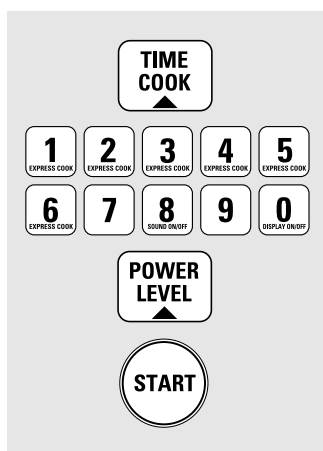 TIME
COOK
1 2 3 4 5
EXPRESS COOK EXPRESS COOK EXPRESS COOK EXPRESS COOK EXPRESS COOK
6 7 8 9 0
EXPRESS COOK SOUND ON/OFF DISPLAY ON/OFF
POWER
LEVEL
START